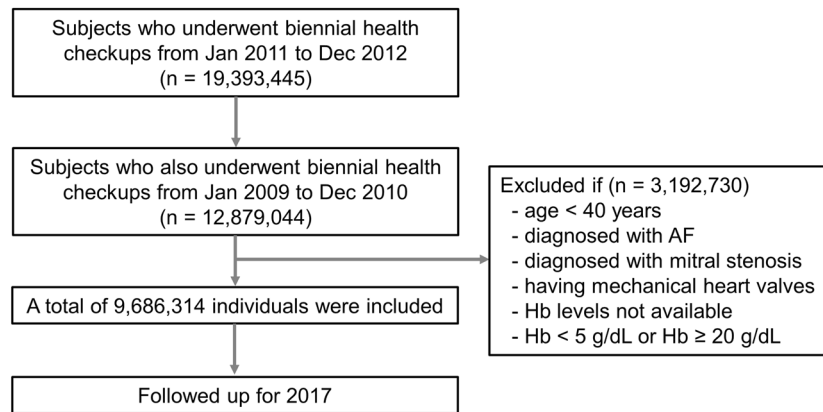 Subjects who underwent biennial health
checkups from Jan 2011 to Dec 2012
(n = 19,393,445)
Subjects who also underwent biennial health
checkups from Jan 2009 to Dec 2010
(n = 12,879,044)
Excluded if (n = 3,192,730)
- age < 40 years
- diagnosed with AF
- diagnosed with mitral stenosis
- having mechanical heart valves
- Hb levels not available
- Hb < 5 g/dL or Hb ≥ 20 g/dL
A total of 9,686,314 individuals were included
Followed up for 2017